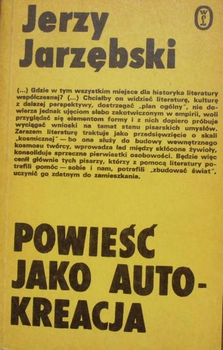 Jerzy
Jarzębski
(...) Gdzie w tym wszystkim miejsce dla historyka literatury
współczesnej? (...) Chciałby on widzieć literaturę, kulturę
z dalszej perspektywy, dostrzegać „plan ogólny", nie do-
wierza jednak ujęciom słabo zakotwiczonym w empirii, woli
przyglądać się elementom formy i z nich dopiero próbuje
wyciągać wnioski na temat stanu pisarskich umysłów.
Zarazem literaturę traktuje jako przedsięwzięcie o skali
„kosmicznej" — bo ona służy do budowy wewnętrznego
kosmosu twórcy, wprowadza ład między skłócone żywioły,
konsoliduje sprzeczne pierwiastki osobowości. Będzie więc
cenił głównie tych pisarzy, którzy z pomocą literatury po-
trafili pomóc — sobie i nam, potrafili „zbudować świat",
uczynić go zdatnym do zamieszkania.
POWIEŚĆ
JAKO AUTO-
KREACJA